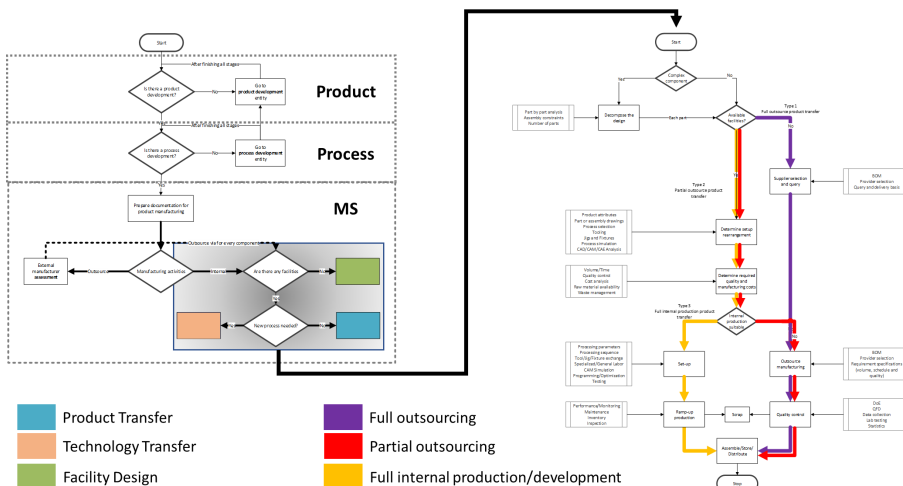 Start
After finishing all stages
Is there a product
development?
No
Go to
product development
entity
Product
Yes
After finishing all stages
Is there a process
development?
No
Go to
process development
entity
Process
Yes
Prepare documentation for
product manufacturing
MS
Outsource via for every component
External
manufacturer
assessment
Outsource
Manufacturing activities
Internal
Are there any facilities
No
Yes
Yes
New process needed?
No
Product Transfer
Technology Transfer
Facility Design
Start
Complex
component
Yes
No
Type 1
Full outsource product transfer
Part by part analysis
Assembly constraints
Number of parts
Decompose the
design
Each part
Available
facilities?
No
Yes
Supplier selection
and query
BOM
Provider selection
Query and delivery tasks
Type 2
Partial outsource product
transfer
Product attributes
Part or assembly drawings
Process selection
Tooling
Jigs and Fixtures
Process simulation
CAD/CAM/CAE Analysis
Determine setup
rearrangement
Volume/Time
Quality control
Cost analysis
Raw material availability
Waste management
Determine required
quality and
manufacturing costs
Type 3
Full internal production product
transfer
Internal
production
suitable
Yes
No
Processing parameters
Processing sequence
Tool/Jig/Fixture exchange
Specialized/General Labor
CAM Simulation
Programming/Optimisation
Testing
Set-up
Outsource
manufacturing
BOM
Provider selection
Requirement specifications
(volume, schedule and
quality)
Performance/Monitoring
Maintenance
Inventory
Inspection
Ramp-up
production
Scrap
Quality control
DoE
QFD
Data collection
Lab testing
Statistics
Assemble/Store/
Distribute
Stop
Full outsourcing
Partial outsourcing
Full internal production/development